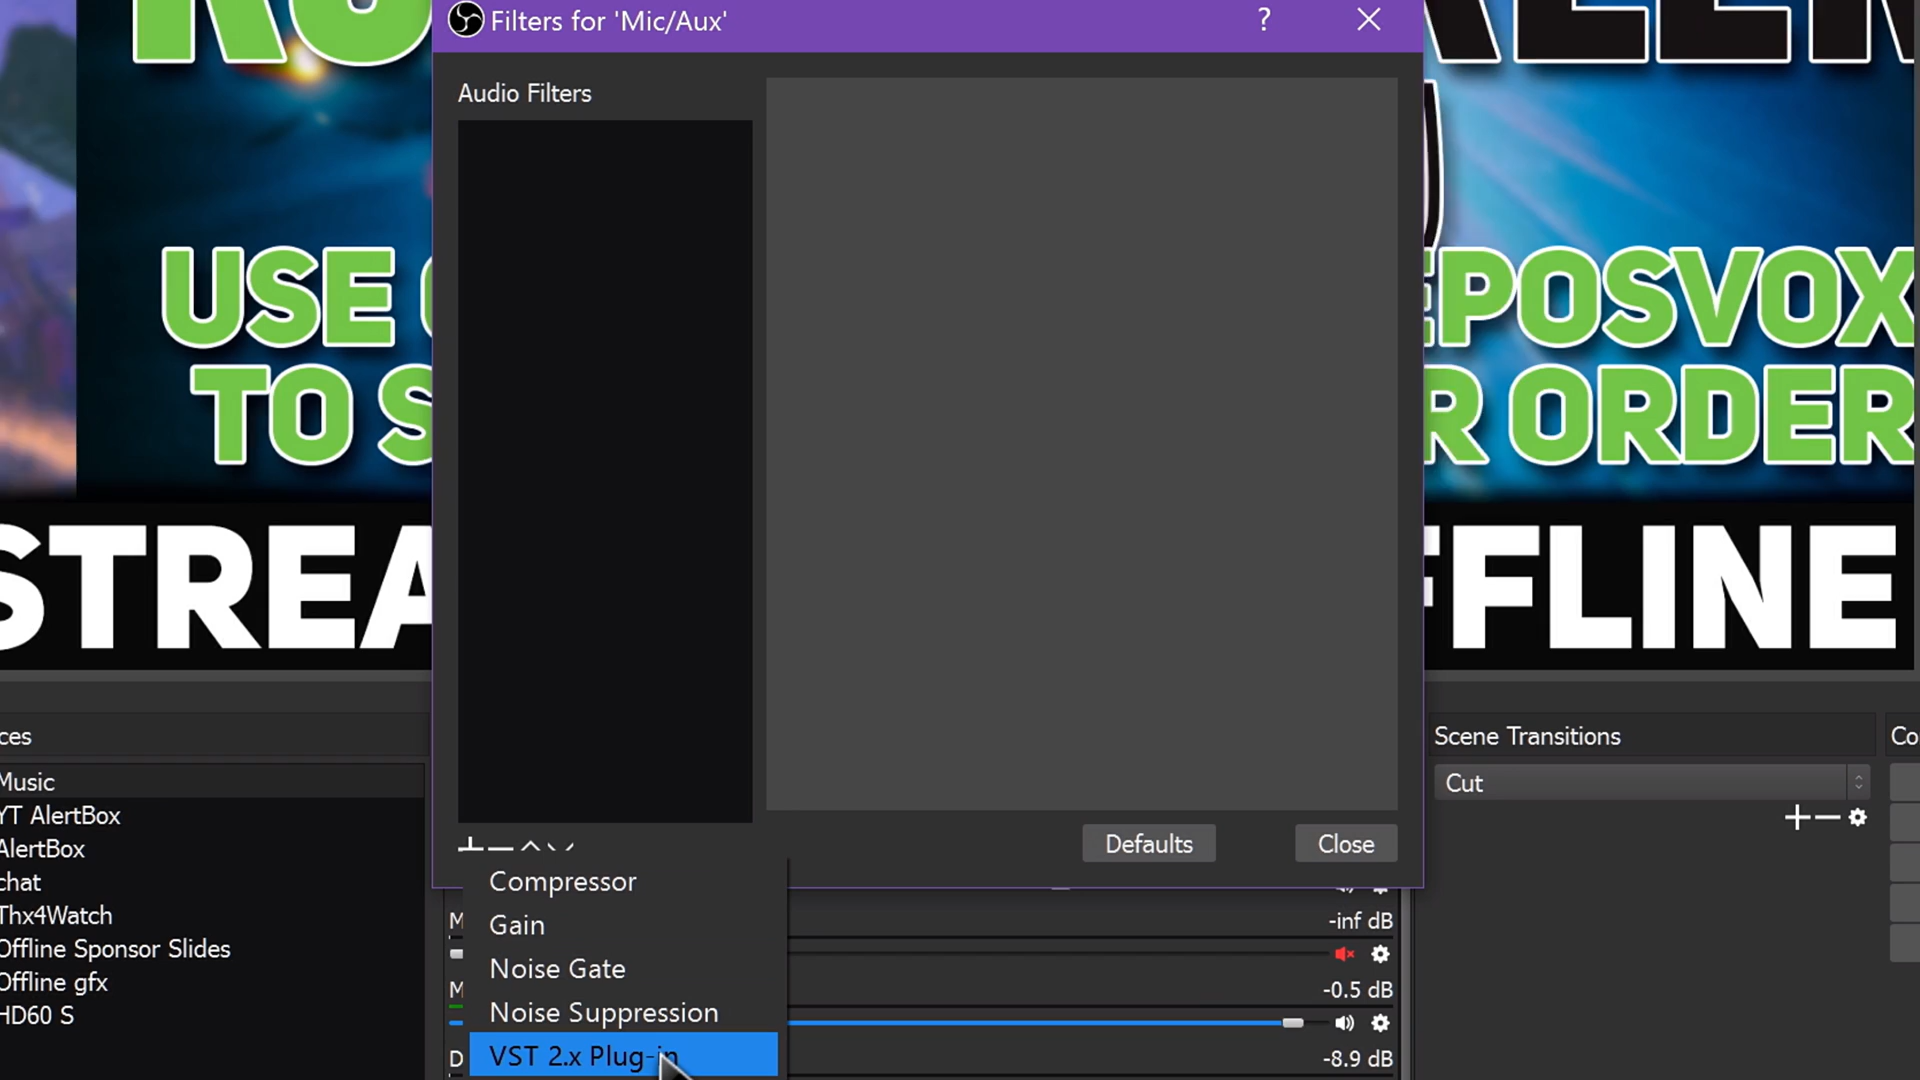 Filters for 'Mic/Aux'
?
Audio Filters
USE
TO S
EPOSVOX
R ORDER
STREA
FFLINE
ces
Music
YT AlertBox
AlertBox
chat
Thx4Watch
Offline Sponsor Slides
Offline gfx
HD60 S
Defaults
Close
Compressor
Gain
Noise Gate
Noise Suppression
VST 2.x Plug-in
M
-inf dB
M
-0.5 dB
D
-8.9 dB
Scene Transitions
Cut
Co